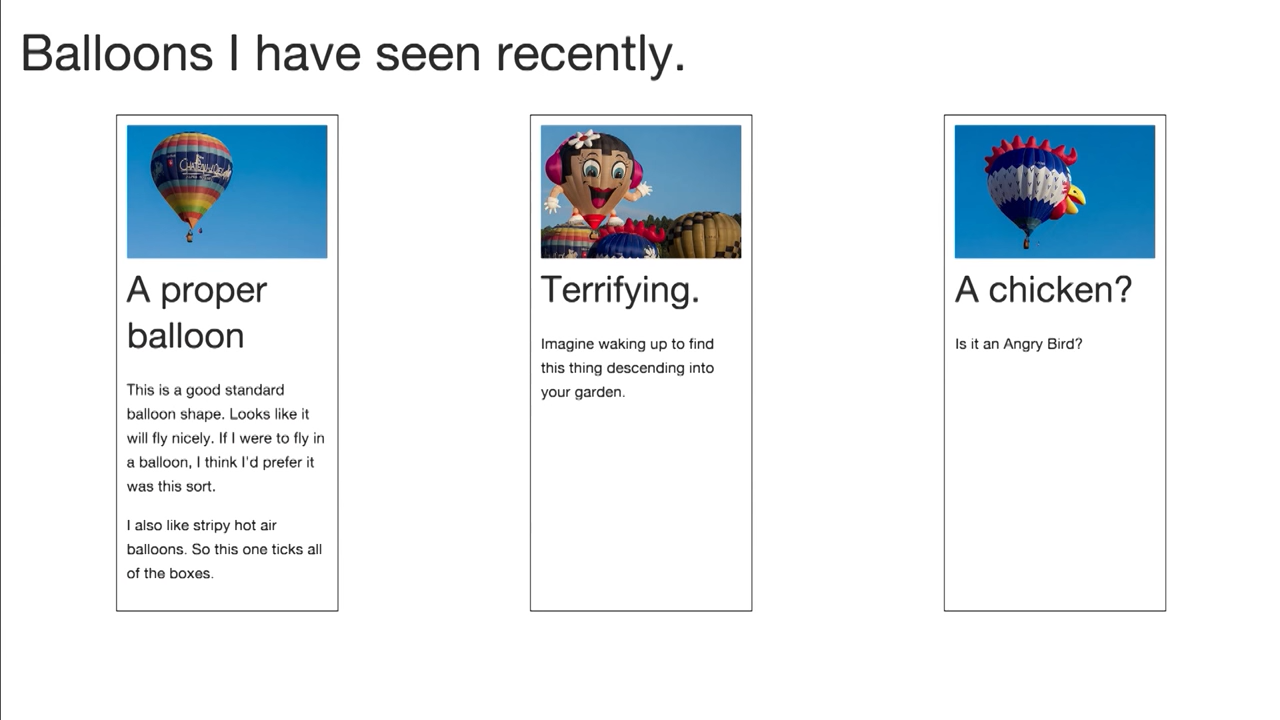 Balloons I have seen recently.
A proper
balloon
This is a good standard
balloon shape. Looks like it
will fly nicely. If I were to fly in
a balloon, I think I'd prefer it
was this sort.
I also like stripy hot air
balloons. So this one ticks all
of the boxes.
Terrifying.
Imagine waking up to find
this thing descending into
your garden.
A chicken?
Is it an Angry Bird?